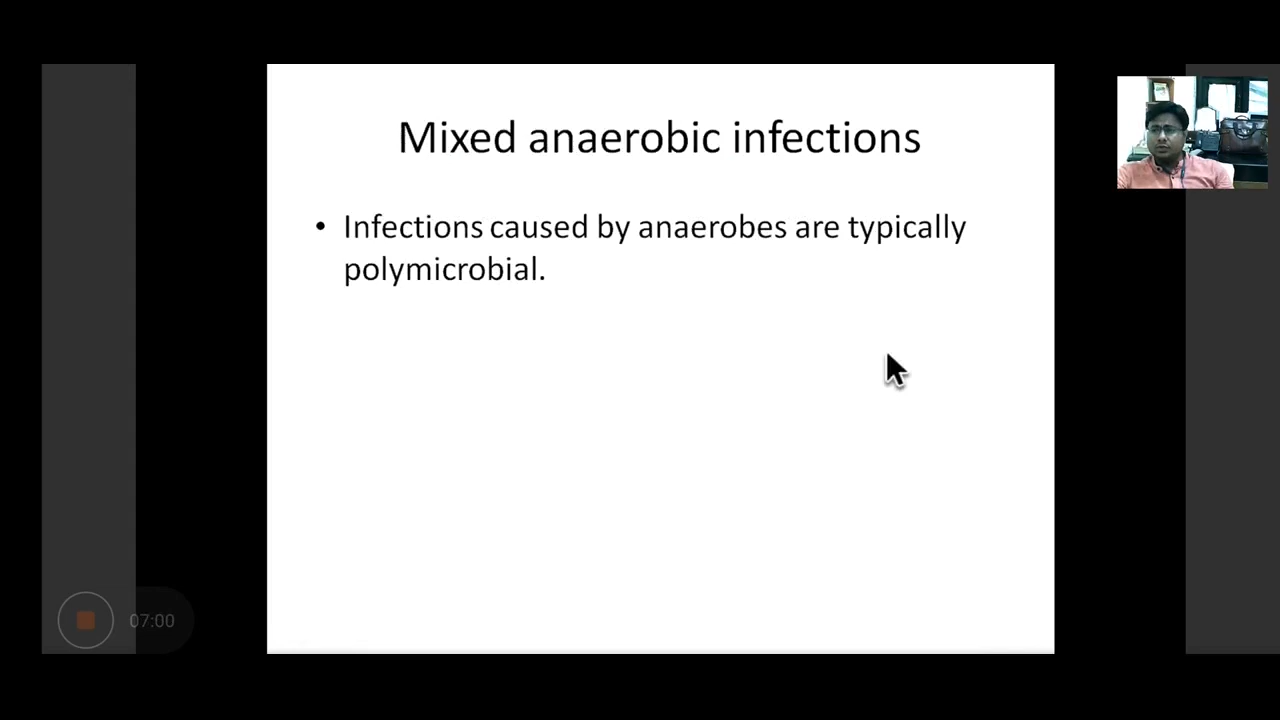 Mixed anaerobic infections
• Infections caused by anaerobes are typically
polymicrobial.
07:00